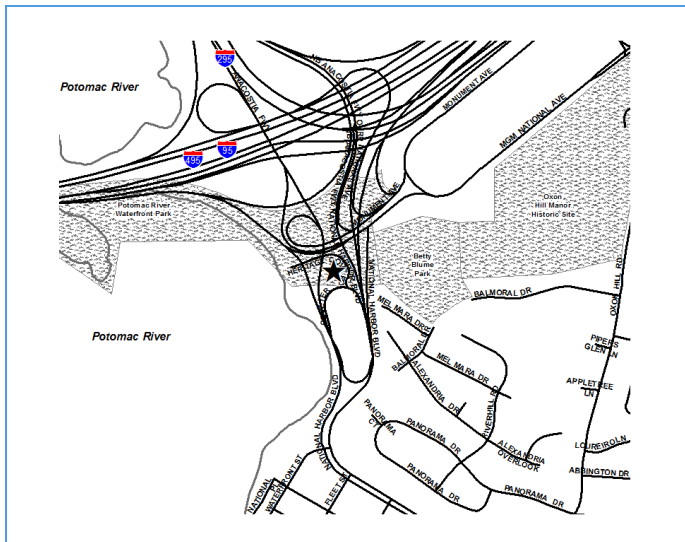 295
Potomac River
ANACOSTIA FWY
MONUMENT AVE
MGM NATIONAL AVE
95
495
Potomac River
Waterfront Park
Oxon
Hill Manor
Historic Site
OXON HILL RD
Betty
Blume
Park
NATIONAL HARBOR BLVD
BALMORAL DR
MEL MARA DR
Potomac River
PIPERS
GLEN LN
MEL MARA DR
ALEXANDRIA DR
APPLETREE
LN
RIVERHILL RD
NATIONAL HARBOR BLVD
PANORAMA
CT
PANORAMA DR
ALEXANDRIA
OVERLOOK
LOUREIRO LN
ABBINGTON DR
PANORAMA DR
PANORAMA DR
NATIONAL
WATERFRONT ST
FLEET ST